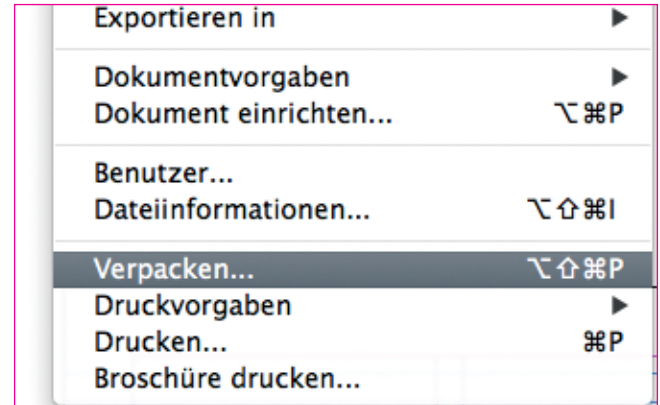 Exportieren in ▶
Dokumentvorgaben ▶
Dokument einrichten... ⌥⌘P
Benutzer...
Dateiinformationen... ⌥⇧⌘I
Verpacken... ⌥⇧⌘P
Druckvorgaben ▶
Drucken... ⌘P
Broschüre drucken...